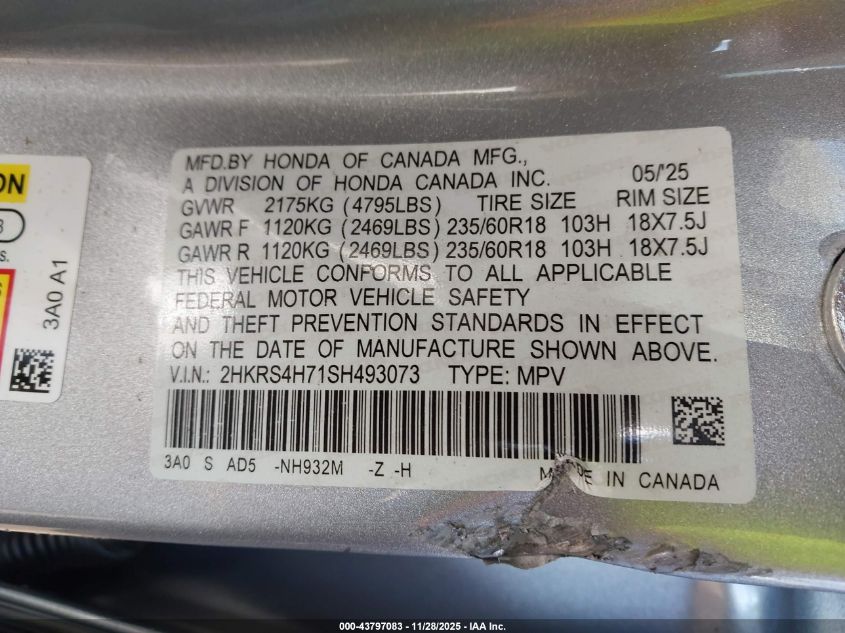 MFD.BY HONDA OF CANADA MFG.,
A DIVISION OF HONDA CANADA INC. 05/'25
GVWR 2175KG (4795LBS) TIRE SIZE RIM SIZE
GAWR F 1120KG (2469LBS) 235/60R18 103H 18X7.5J
GAWR R 1120KG (2469LBS) 235/60R18 103H 18X7.5J
THIS VEHICLE CONFORMS TO ALL APPLICABLE
FEDERAL MOTOR VEHICLE SAFETY
AND THEFT PREVENTION STANDARDS IN EFFECT
ON THE DATE OF MANUFACTURE SHOWN ABOVE.
V.I.N.: 2HKRS4H71SH493073 TYPE: MPV
3A0 S AD5 -NH932M -Z -H
IN CANADA
3A0 A1
000-43797083 | 11/28/2025 - IAA Inc.